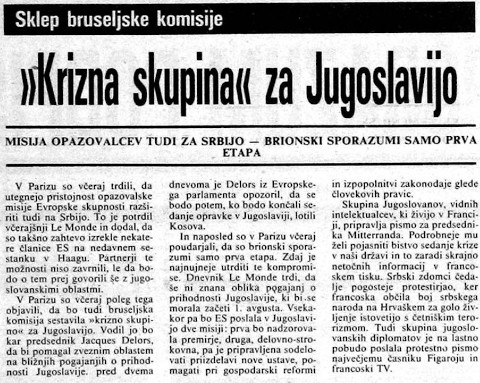 Sklep bruseljske komisije
»Krizna skupina« za Jugoslavijo
MISIJA OPAZOVALCEV TUDI ZA SRBIJO — BRIONSKI SPORAZUMI SAMO PRVA
ETAPA
V Parizu so včeraj trdili, da
utegnejo pristojnost opazovalske
misije Evropske skupnosti razširiti
tudi na Srbijo. To je potrdil
včerajšnji Le Monde in dodal, da
so takšno zahtevo izrekle nekatere
članice ES na nedavnem sestanku
v Haagu. Partnerji te
možnosti niso zavrnili, le da bodo
o tem prej govorili še z jugoslovanskimi
oblastmi.
V Parizu so včeraj poleg tega
objavili, da bo tudi bruseljska
komisija sestavila »krizno skupino«
za Jugoslavijo. Vodil jo bo
kar predsednik Jacques Delors,
da bi pomagal zveznim oblastem
na bližnjih pogajanjih o prihodnosti
Jugoslavije. pred dvema
dnevoma je Delors iz Evropskega
parlamenta opozoril, da se
bodo potem, ko bodo končali sedanje
opravke v Jugoslaviji, lotili
Kosova.
In naposled so v Parizu včeraj
poudarjali, da so brionski sporazumi
samo prva etapa. Zdaj je
najnujneje utrditi te kompromise.
Dnevnik Le Monde trdi, da
še ni znana oblika pogajanj o
prihodnosti Jugoslavije, ki bi se
morala začeti 1. avgusta. Vsekakor
pa bo ES poslala v Jugoslavijo
dve misiji: prva bo nadzorovala
premirje, druga, delovno-strokovna,
pa je pripravljena sodelovati
priizdelavi nove ustave, pomagati
pri gospodarski reformi
in izpopolnitvi zakonodaje glede
človekovih pravic.
Skupina Jugoslovanov, vidnih
intelektualcev, ki živijo v Franciji,
pripravlja pismo za predsednika
Mitterranda. Podrobneje mu
želi pojasniti bistvo sedanje krize
v naši državi in to zaradi skrajno
netočnih informacij v francoskih
občilih. Srbski zdomci čedalje
pogosteje protestirajo, ker
francoska občila boj srbskega
naroda na Hrvaškem za golo življenje
istovetijo s četniškim terorizmom.
Tudi skupina jugoslovanskih
diplomatov je na lastno
pobudo poslala protestno pismo
največjemu časniku Figaroju in
francoski TV.